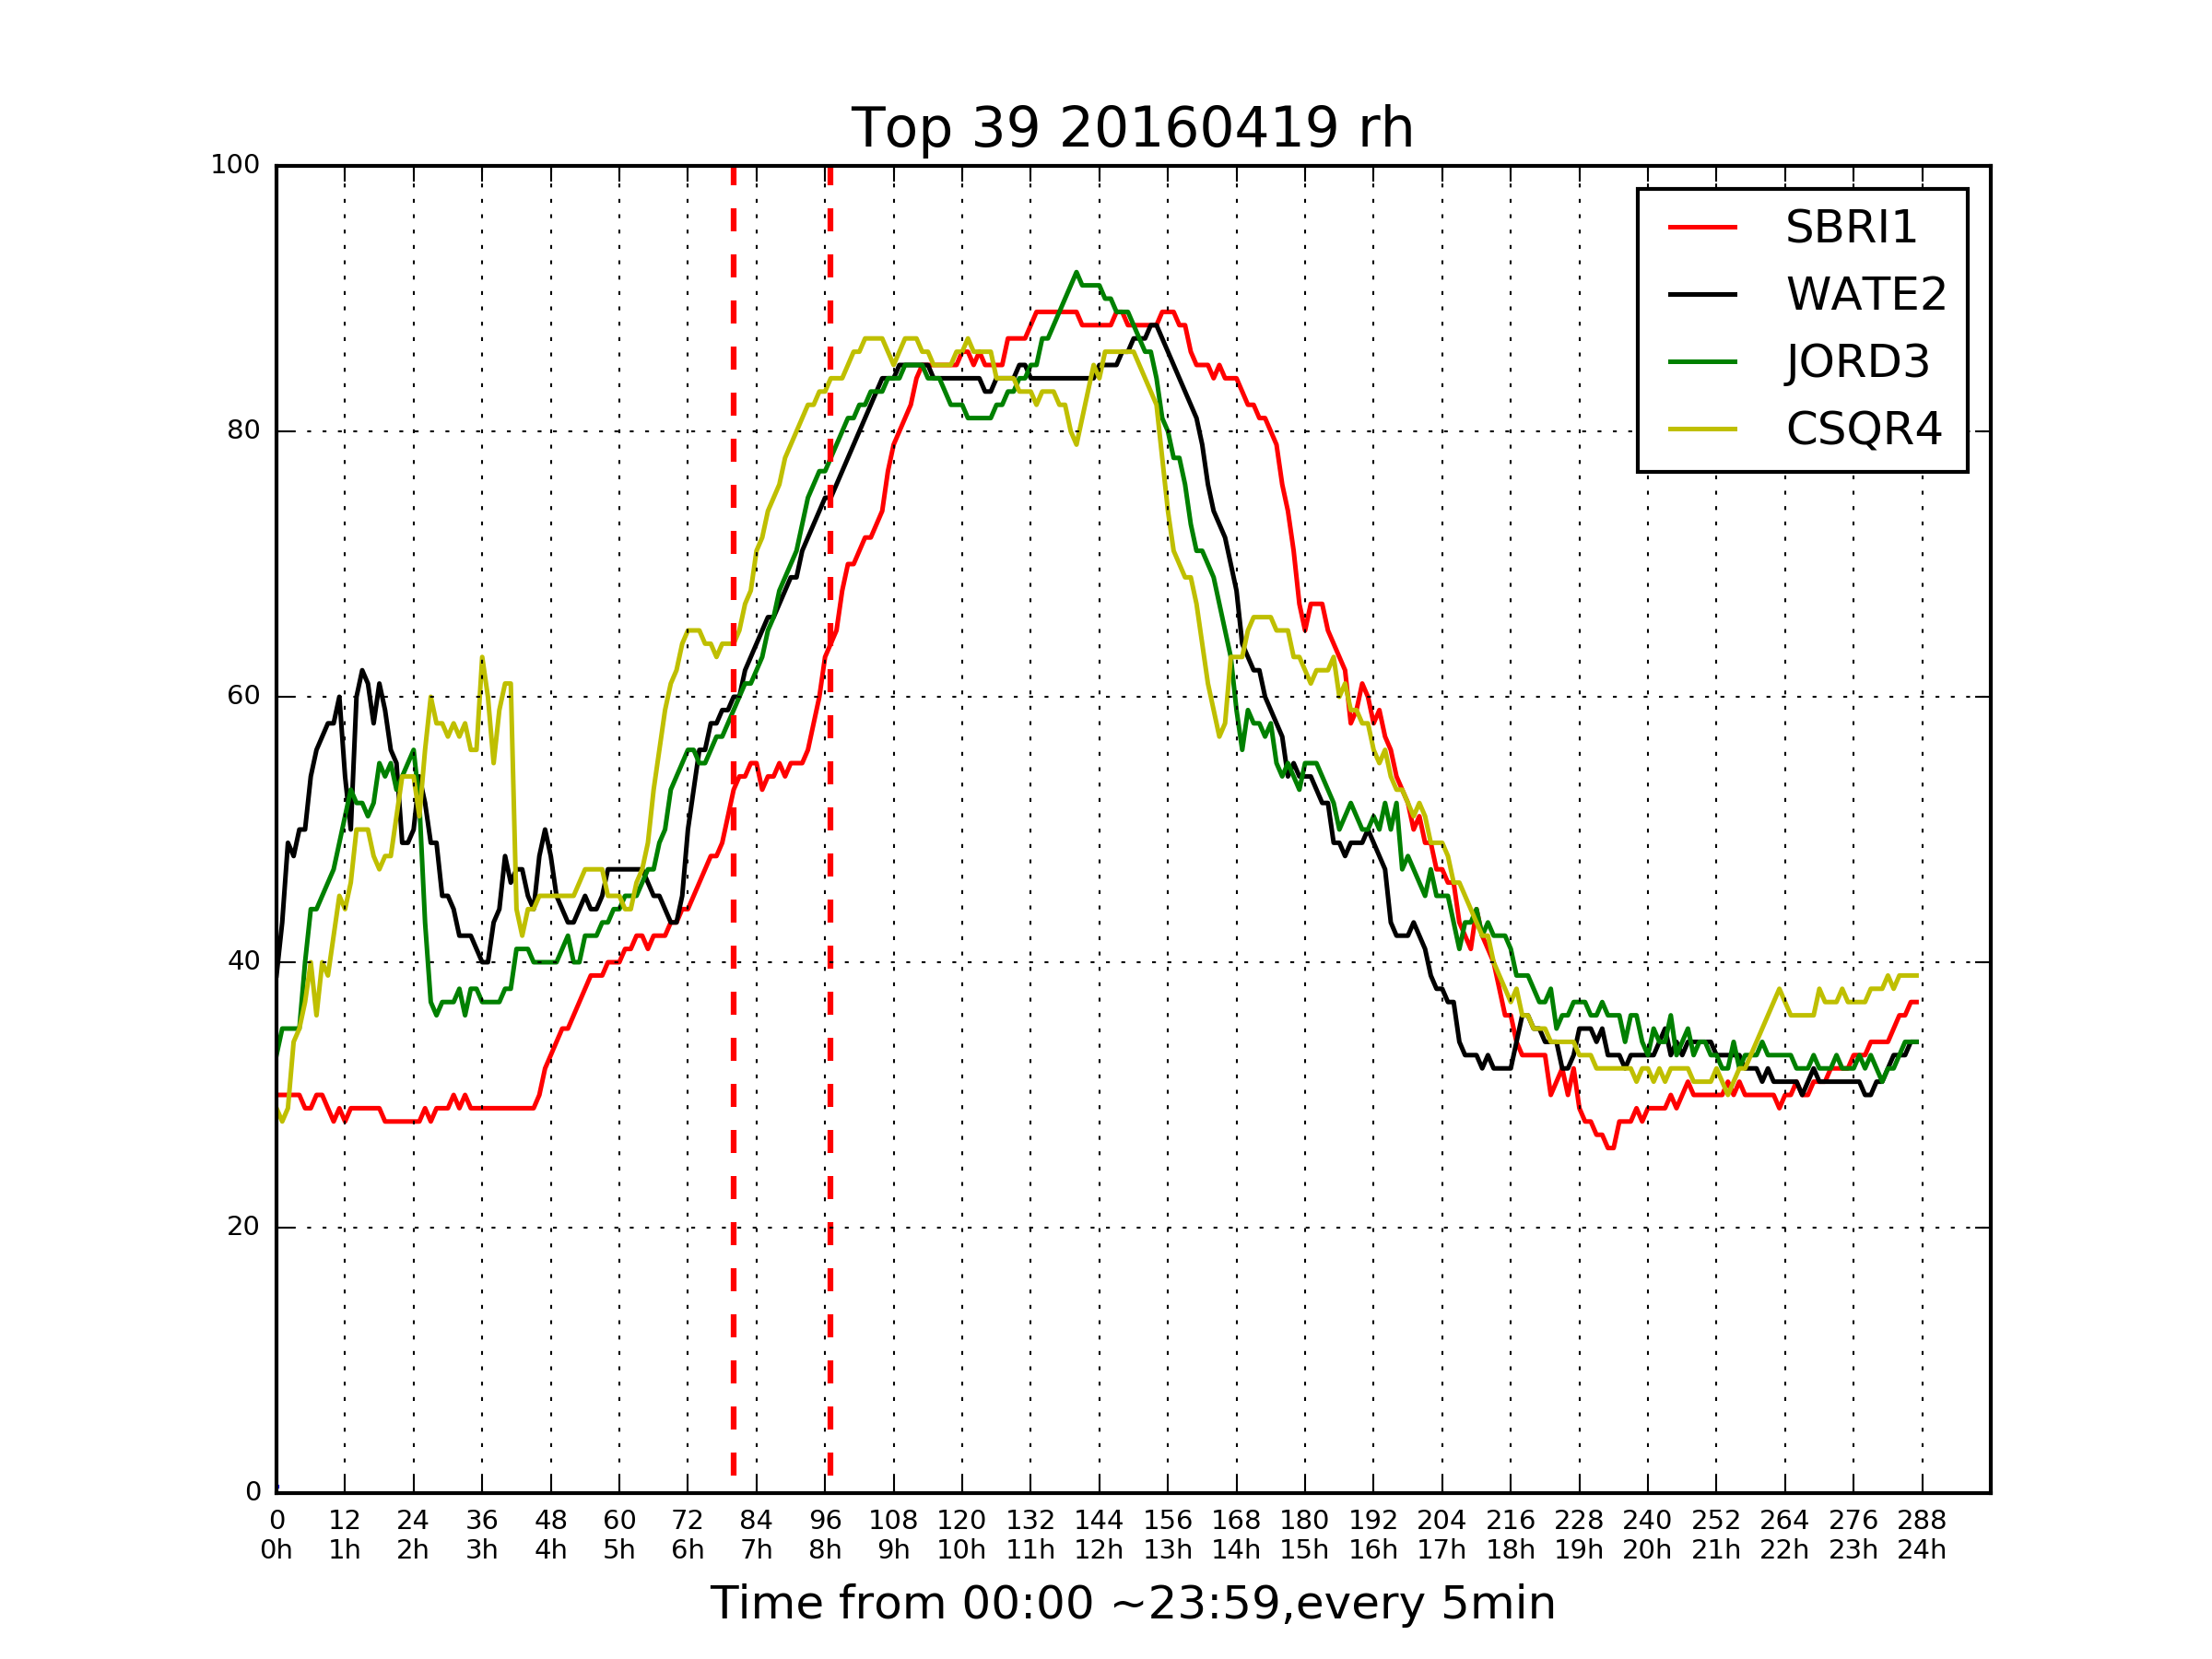 Top 39 20160419 rh
100
80
60
40
20
0
SBRI1
WATE2
JORD3
CSQR4
0 12 24 36 48 60 72 84 96 108 120 132 144 156 168 180 192 204 216 228 240 252 264 276 288
0h 1h 2h 3h 4h 5h 6h 7h 8h 9h 10h 11h 12h 13h 14h 15h 16h 17h 18h 19h 20h 21h 22h 23h 24h
Time from 00:00 ~23:59,every 5min